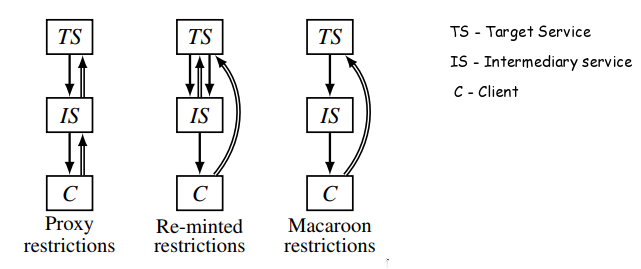 TS TS TS
TS - Target Service
IS - Intermediary service
C - Client
IS IS IS
C C C
Proxy restrictions
Re-minted restrictions
Macaroon restrictions